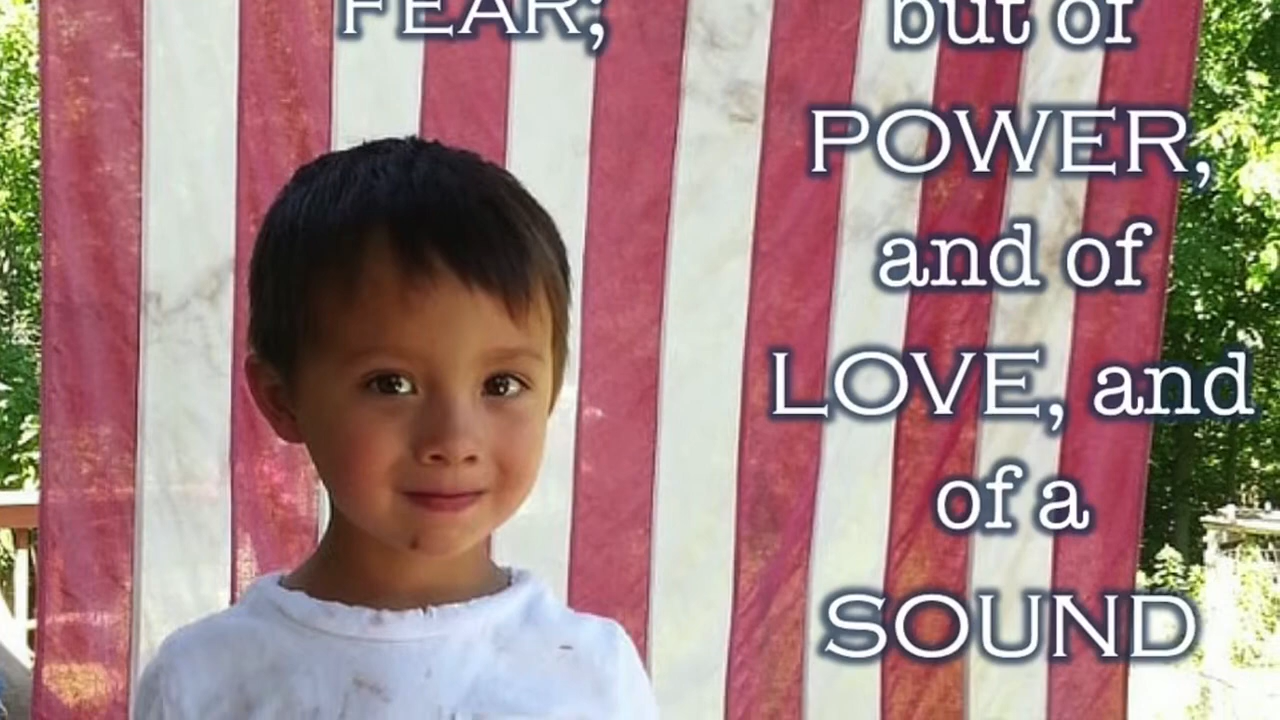 FEAR;
but of
POWER,
and of
LOVE, and
of a
SOUND